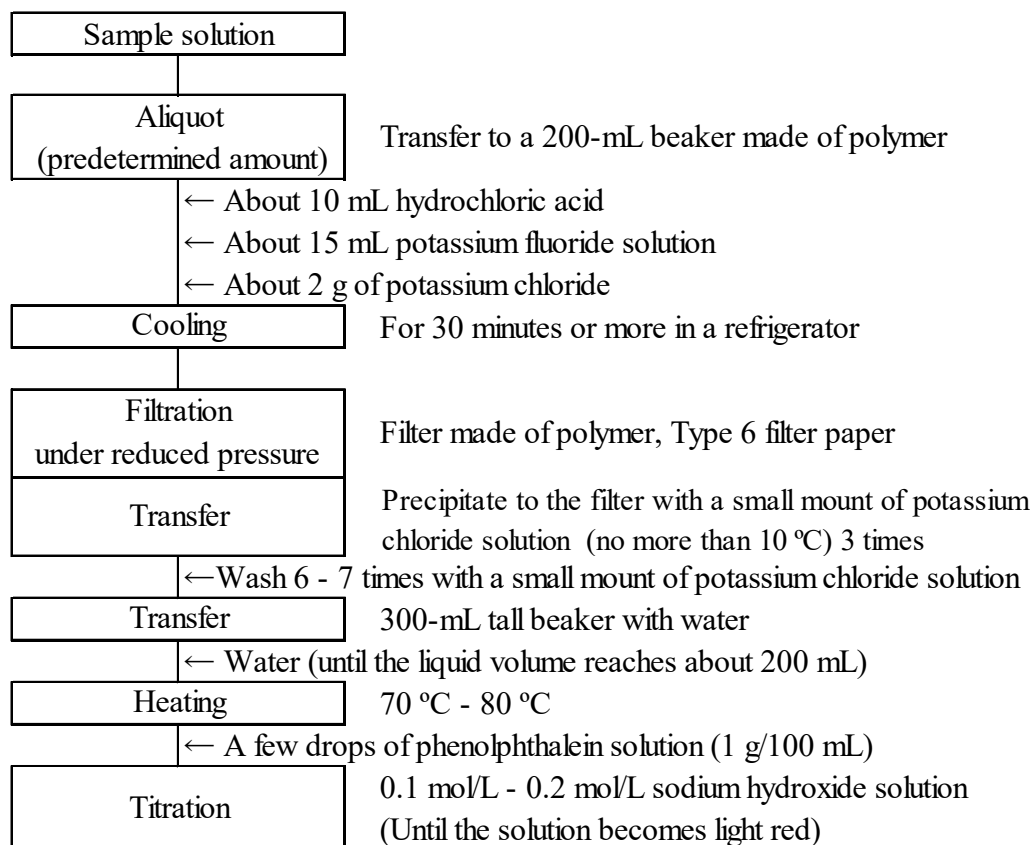 Sample solution
Aliquot
(predetermined amount)
Transfer to a 200-mL beaker made of polymer
← About 10 mL hydrochloric acid
← About 15 mL potassium fluoride solution
← About 2 g of potassium chloride
Cooling
For 30 minutes or more in a refrigerator
Filtration
under reduced pressure
Filter made of polymer, Type 6 filter paper
Transfer
Precipitate to the filter with a small mount of potassium
chloride solution (no more than 10 ºC) 3 times
←Wash 6 - 7 times with a small mount of potassium chloride solution
Transfer
300-mL tall beaker with water
← Water (until the liquid volume reaches about 200 mL)
Heating
70 ºC - 80 ºC
← A few drops of phenolphthalein solution (1 g/100 mL)
Titration
0.1 mol/L - 0.2 mol/L sodium hydroxide solution
(Until the solution becomes light red)